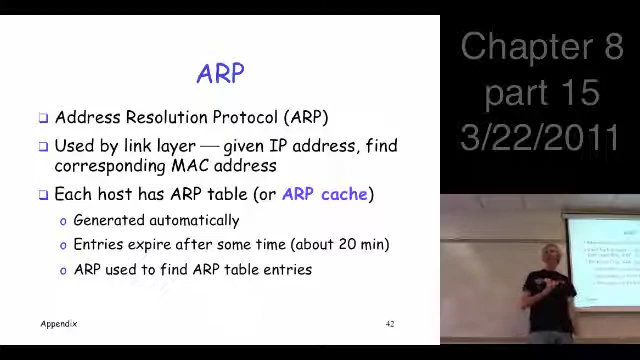 ARP
Address Resolution Protocol (ARP)
Used by link layer — given IP address, find
corresponding MAC address
Each host has ARP table (or ARP cache)
Generated automatically
Entries expire after some time (about 20 min)
ARP used to find ARP table entries
Appendix
42
Chapter 8
part 15
3/22/2011